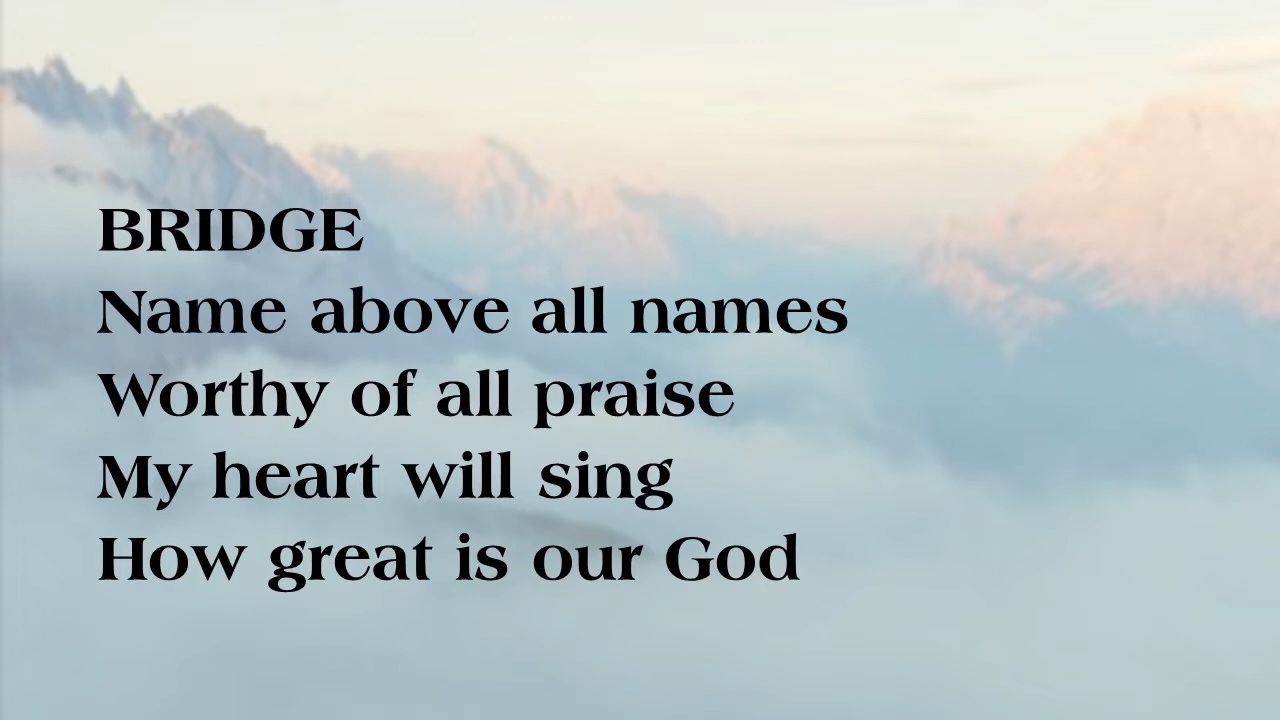 BRIDGE
Name above all names
Worthy of all praise
My heart will sing
How great is our God